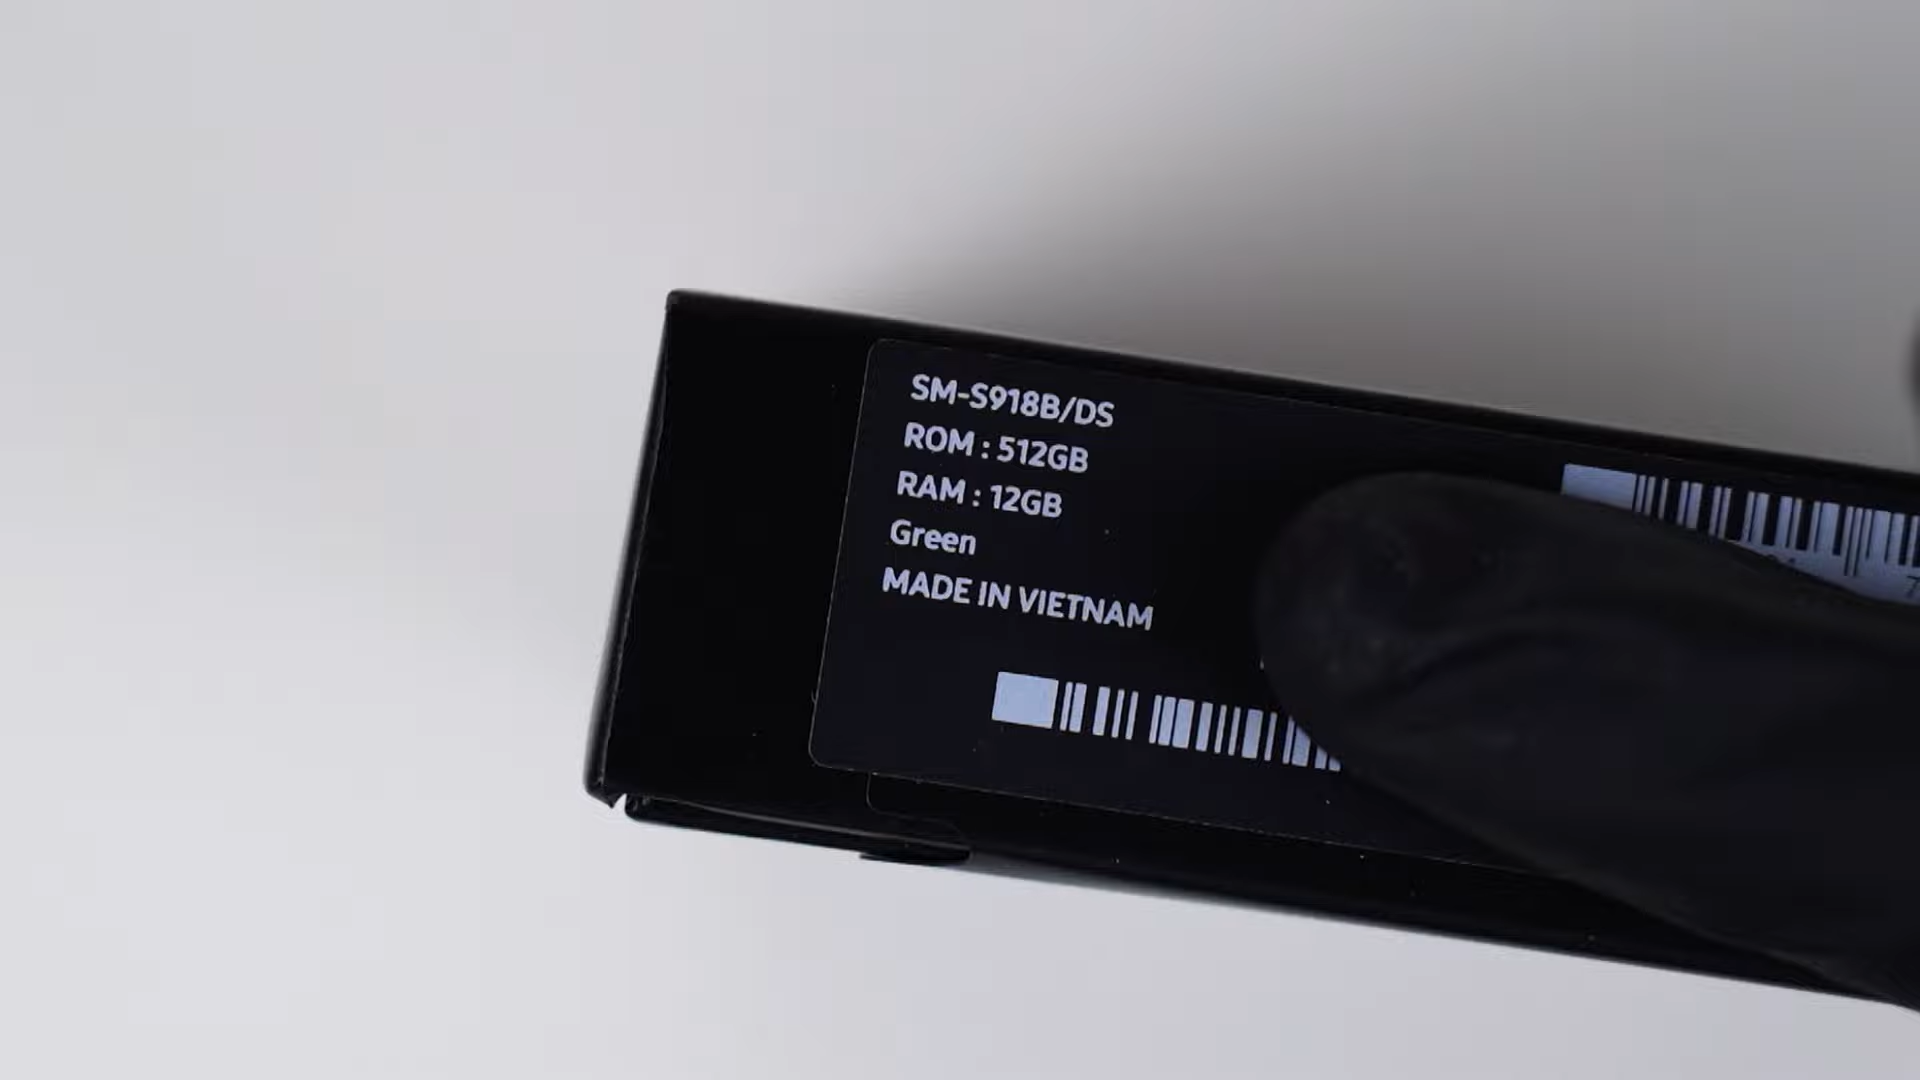 SM-S918B/DS
ROM : 512GB
RAM : 12GB
Green
MADE IN VIETNAM